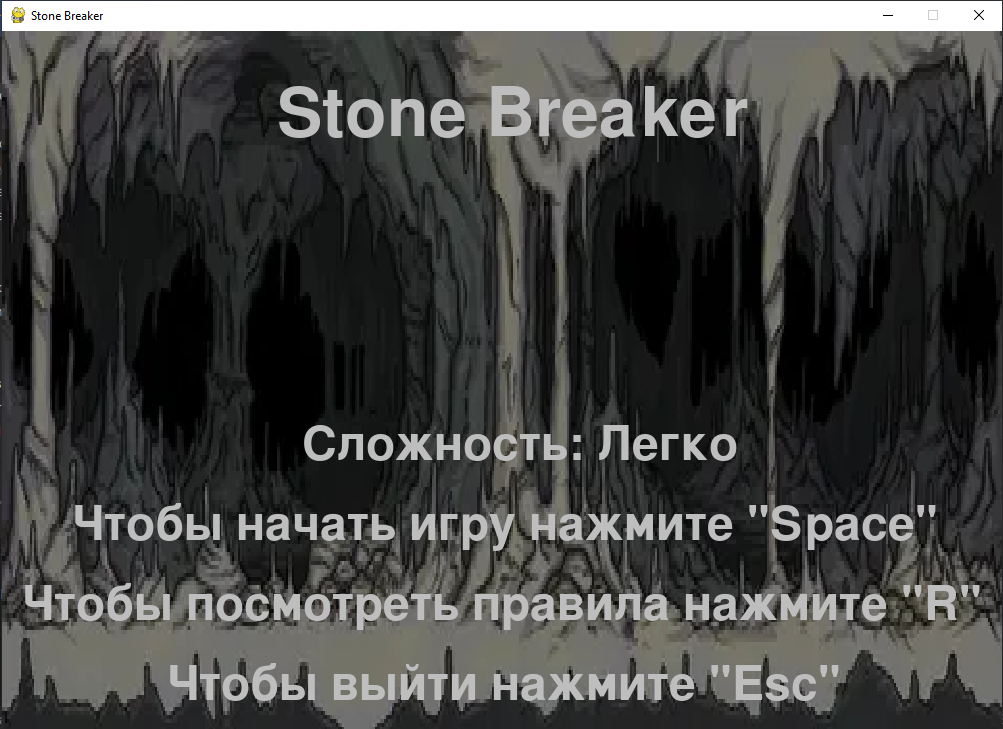 Stone Breaker
Stone Breaker
Сложность: Легко
Чтобы начать игру нажмите "Space"
Чтобы посмотреть правила нажмите "R"
Чтобы выйти нажмите "Esc"